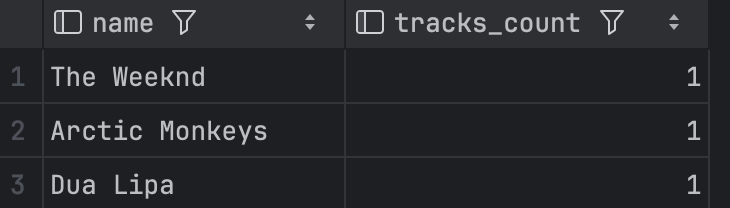 name tracks_count
1 The Weeknd 1
2 Arctic Monkeys 1
3 Dua Lipa 1